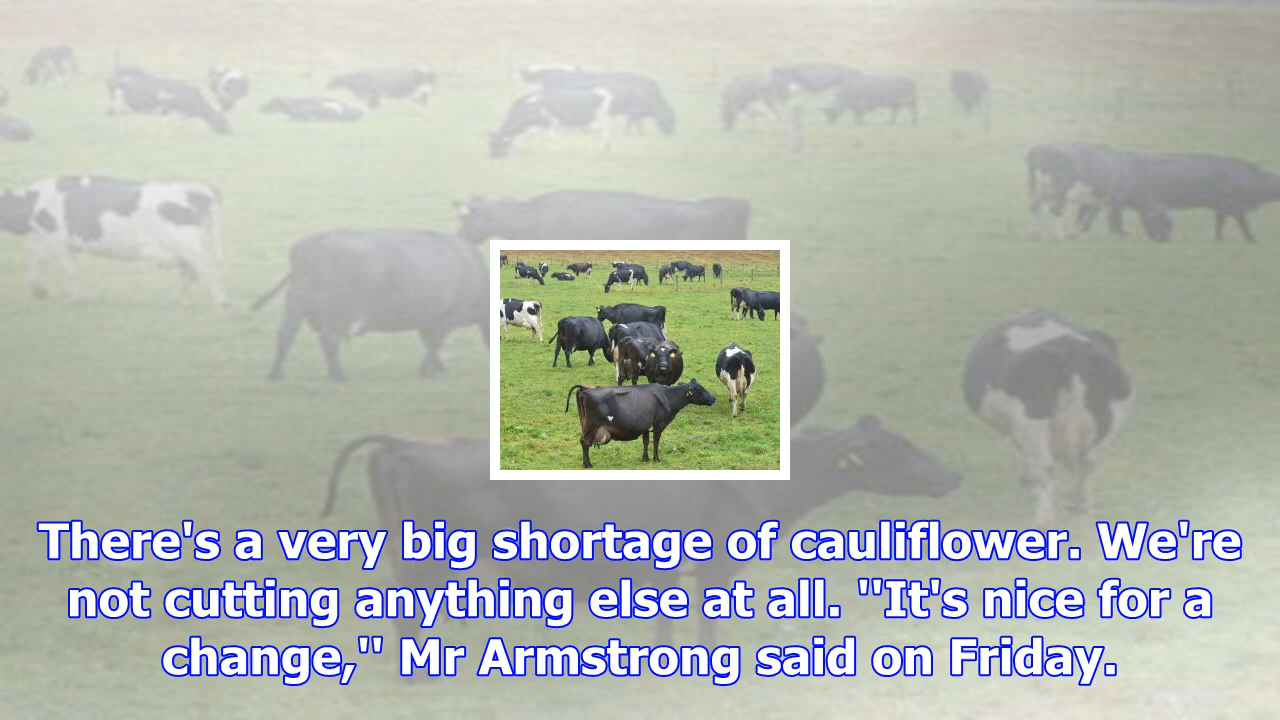 There's a very big shortage of cauliflower. We're
not cutting anything else at all. "It's nice for a
change," Mr Armstrong said on Friday.